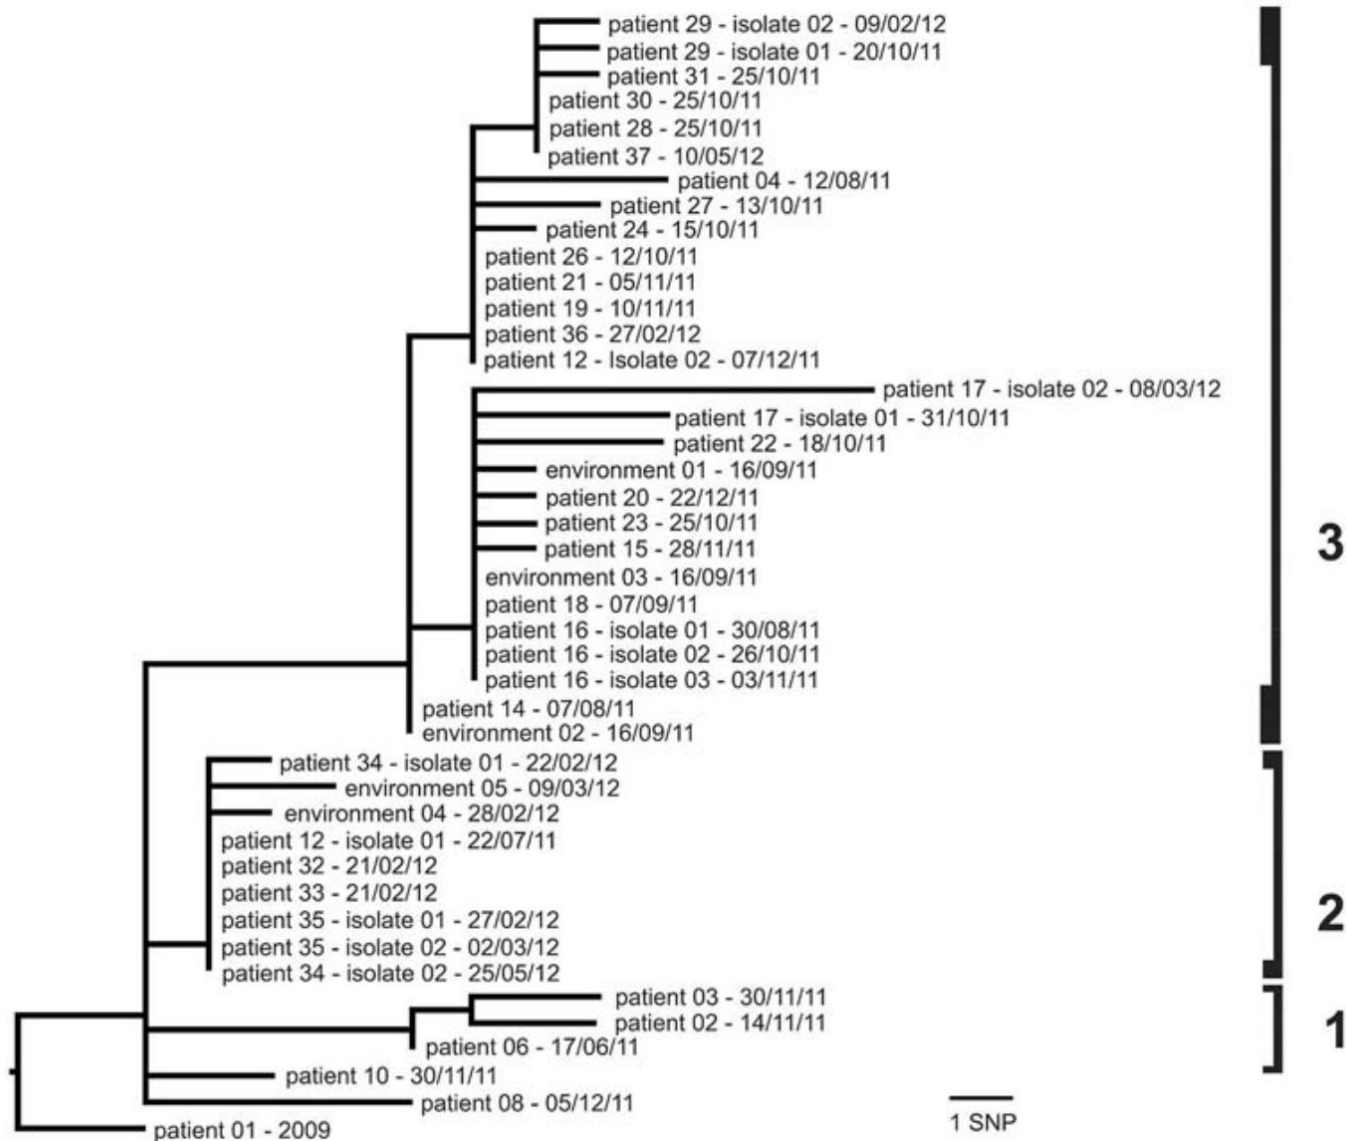 patient 29 - isolate 02 - 09/02/12
patient 29 - isolate 01 - 20/10/11
patient 31 - 25/10/11
patient 30 - 25/10/11
patient 28 - 25/10/11
patient 37 - 10/05/12
patient 04 - 12/08/11
patient 27 - 13/10/11
patient 24 - 15/10/11
patient 26 - 12/10/11
patient 21 - 05/11/11
patient 19 - 10/11/11
patient 36 - 27/02/12
patient 12 - Isolate 02 - 07/12/11
patient 17 - isolate 02 - 08/03/12
patient 17 - isolate 01 - 31/10/11
patient 22 - 18/10/11
environment 01 - 16/09/11
patient 20 - 22/12/11
patient 23 - 25/10/11
patient 15 - 28/11/11
environment 03 - 16/09/11
patient 18 - 07/09/11
patient 16 - isolate 01 - 30/08/11
patient 16 - isolate 02 - 26/10/11
patient 16 - isolate 03 - 03/11/11
patient 14 - 07/08/11
environment 02 - 16/09/11
3
patient 34 - isolate 01 - 22/02/12
environment 05 - 09/03/12
environment 04 - 28/02/12
patient 12 - isolate 01 - 22/07/11
patient 32 - 21/02/12
patient 33 - 21/02/12
patient 35 - isolate 01 - 27/02/12
patient 35 - isolate 02 - 02/03/12
patient 34 - isolate 02 - 25/05/12
2
patient 03 - 30/11/11
patient 02 - 14/11/11
patient 06 - 17/06/11
1
patient 10 - 30/11/11
patient 08 - 05/12/11
patient 01 - 2009
1 SNP